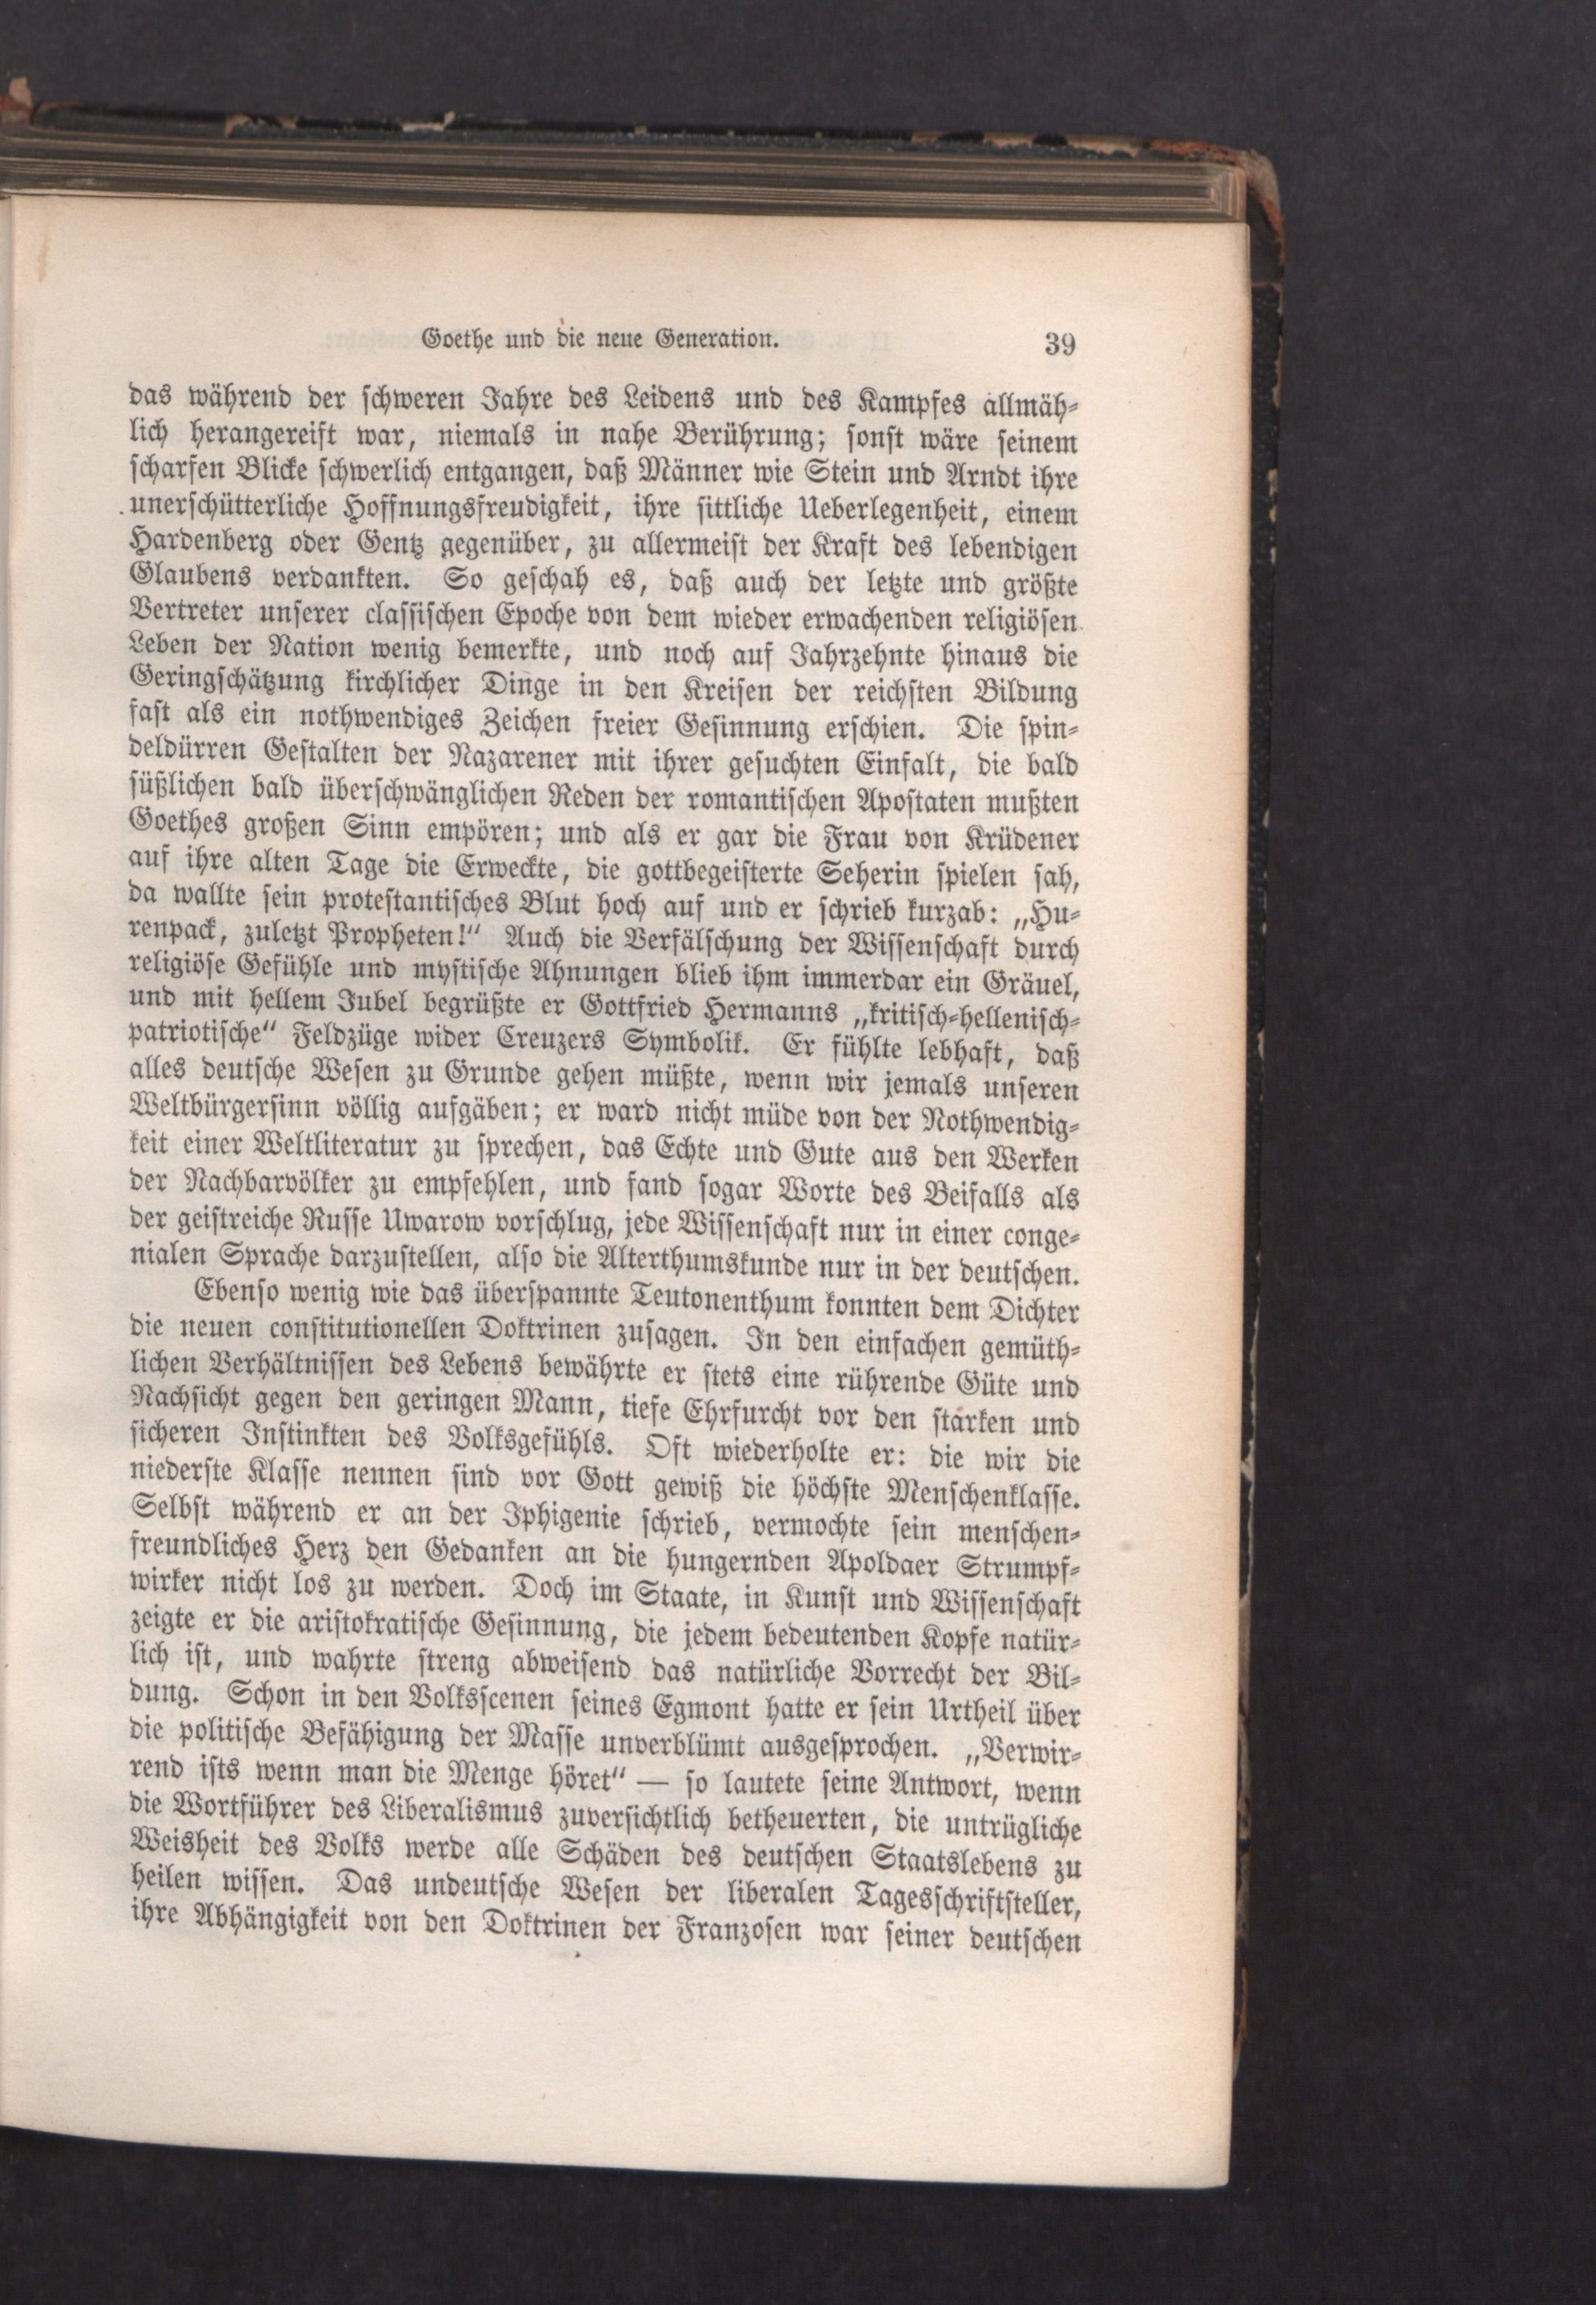 Goethe und die neue Generation. 39
das während der schweren Jahre des Leidens und des Kampfes allmäh-
lich herangereift war, niemals in nahe Berührung; sonst wäre seinem
scharfen Blicke schwerlich entgangen, daß Männer wie Stein und Arndt ihre
unerschütterliche Hoffnungsfreudigkeit, ihre sittliche Ueberlegenheit, einem
Hardenberg oder Gentz gegenüber, zu allermeist der Kraft des lebendigen
Glaubens verdankten. So geschah es, daß auch der letzte und größte
Vertreter unserer classischen Epoche von dem wieder erwachenden religiösen
Leben der Nation wenig bemerkte, und noch auf Jahrzehnte hinaus die
Geringschätzung kirchlicher Dinge in den Kreisen der reichsten Bildung
fast als ein nothwendiges Zeichen freier Gesinnung erschien. Die spin-
deldürren Gestalten der Nazarener mit ihrer gesuchten Einfalt, die bald
süßlichen bald überschwänglichen Reden der romantischen Apostaten mußten
Goethes großen Sinn empören; und als er gar die Frau von Krüdener
auf ihre alten Tage die Erweckte, die gottbegeisterte Seherin spielen sah,
da wallte sein protestantisches Blut hoch auf und er schrieb kurzab: „Hu-
renpack, zuletzt Propheten!“ Auch die Verfälschung der Wissenschaft durch
religiöse Gefühle und mystische Ahnungen blieb ihm immerdar ein Gräuel,
und mit hellem Jubel begrüßte er Gottfried Hermanns „kritisch-hellenisch-
patriotische“ Feldzüge wider Creuzers Symbolik. Er fühlte lebhaft, daß
alles deutsche Wesen zu Grunde gehen müßte, wenn wir jemals unseren
Weltbürgersinn völlig aufgäben; er ward nicht müde von der Nothwendig-
keit einer Weltliteratur zu sprechen, das Echte und Gute aus den Werken
der Nachbarvölker zu empfehlen, und fand sogar Worte des Beifalls als
der geistreiche Russe Uwarow vorschlug, jede Wissenschaft nur in einer conge-
nialen Sprache darzustellen, also die Alterthumskunde nur in der deutschen.
Ebenso wenig wie das überspannte Teutonenthum konnten dem Dichter
die neuen constitutionellen Doktrinen zusagen. In den einfachen gemüth-
lichen Verhältnissen des Lebens bewährte er stets eine rührende Güte und
Nachsicht gegen den geringen Mann, tiefe Ehrfurcht vor den starken und
sicheren Instinkten des Volksgefühls. Oft wiederholte er: die wir die
niederste Klasse nennen sind vor Gott gewiß die höchste Menschenklasse.
Selbst während er an der Iphigenie schrieb, vermochte sein menschen-
freundliches Herz den Gedanken an die hungernden Apoldaer Strumpf-
wirker nicht los zu werden. Doch im Staate, in Kunst und Wissenschaft
zeigte er die aristokratische Gesinnung, die jedem bedeutenden Kopfe natür-
lich ist, und wahrte streng abweisend das natürliche Vorrecht der Bil-
dung. Schon in den Volksscenen seines Egmont hatte er sein Urtheil über
die politische Befähigung der Masse unverblümt ausgesprochen. „Verwir-
rend ists wenn man die Menge höret“ — so lautete seine Antwort, wenn
die Wortführer des Liberalismus zuversichtlich betheuerten, die untrügliche
Weisheit des Volks werde alle Schäden des deutschen Staatslebens zu
heilen wissen. Das undeutsche Wesen der liberalen Tagesschriftsteller,
ihre Abhängigkeit von den Doktrinen der Franzosen war seiner deutschen